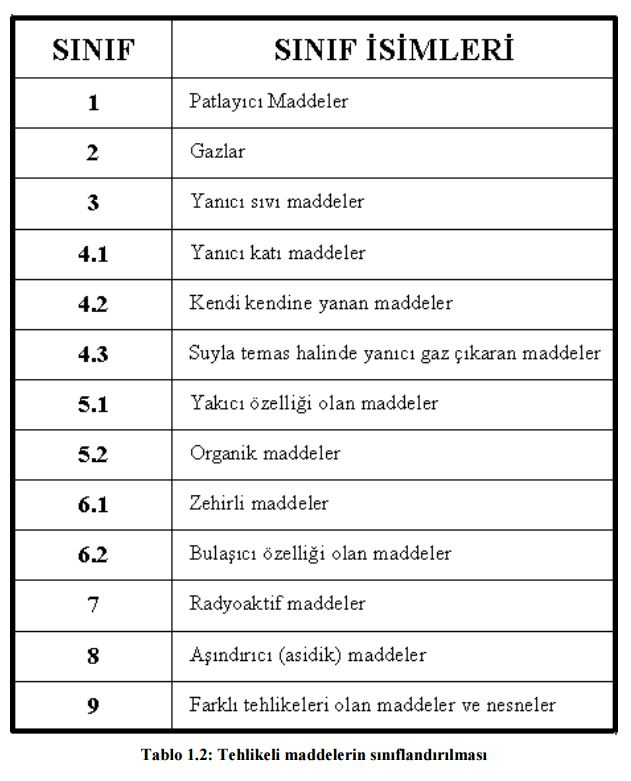 SINIF SINIF İSİMLERİ
1 Patlayıcı Maddeler
2 Gazlar
3 Yanıcı sıvı maddeler
4.1 Yanıcı katı maddeler
4.2 Kendi kendine yanan maddeler
4.3 Suyla temas halinde yanıcı gaz çıkaran maddeler
5.1 Yakıcı özelliği olan maddeler
5.2 Organik maddeler
6.1 Zehirli maddeler
6.2 Bulaşıcı özelliği olan maddeler
7 Radyoaktif maddeler
8 Aşındırıcı (asidik) maddeler
9 Farklı tehlikeleri olan maddeler ve nesneler
Tablo 1.2: Tehlikeli maddelerin sınıflandırılması